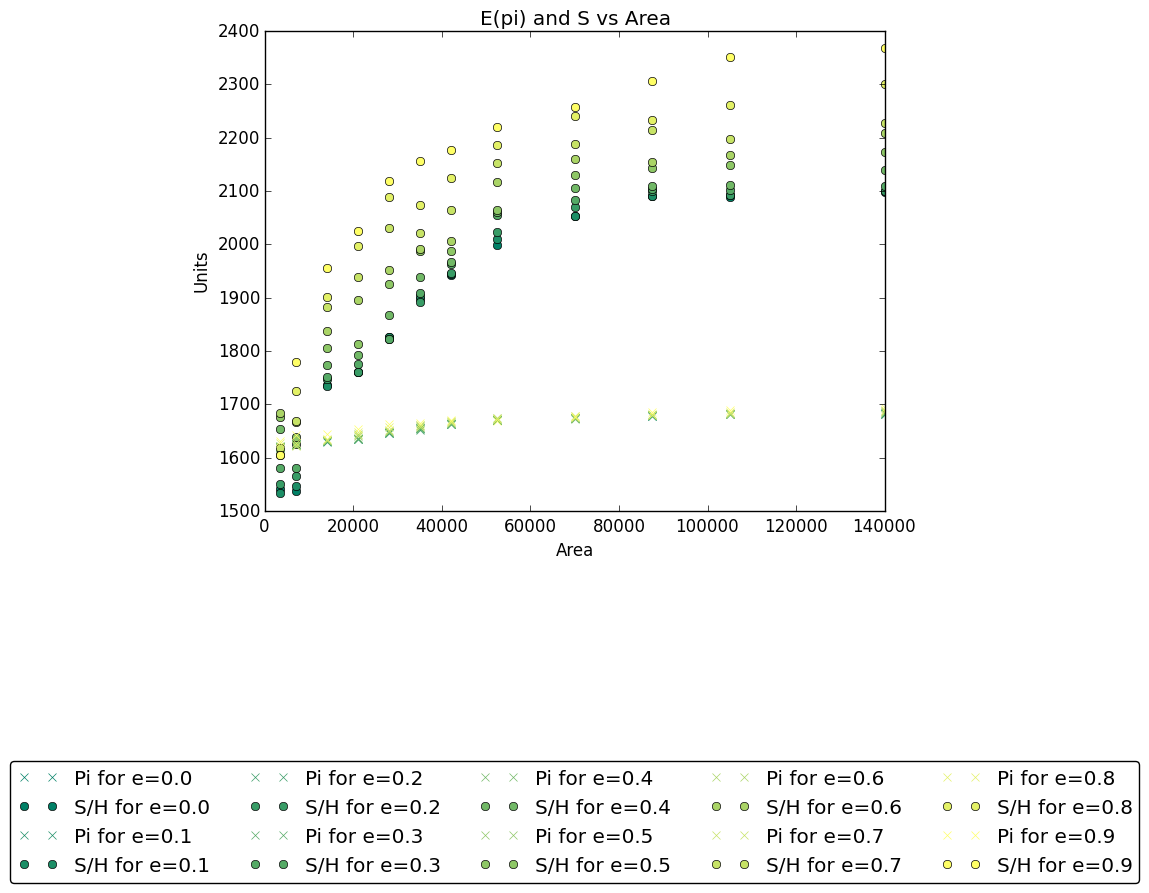 E(pi) and S vs Area
2400
2300
2200
2100
2000
1900
1800
1700
1600
1500
Units
0 20000 40000 60000 80000 100000 120000 140000
Area
Pi for e=0.0 Pi for e=0.2 Pi for e=0.4 Pi for e=0.6 Pi for e=0.8
S/H for e=0.0 S/H for e=0.2 S/H for e=0.4 S/H for e=0.6 S/H for e=0.8
Pi for e=0.1 Pi for e=0.3 Pi for e=0.5 Pi for e=0.7 Pi for e=0.9
S/H for e=0.1 S/H for e=0.3 S/H for e=0.5 S/H for e=0.7 S/H for e=0.9